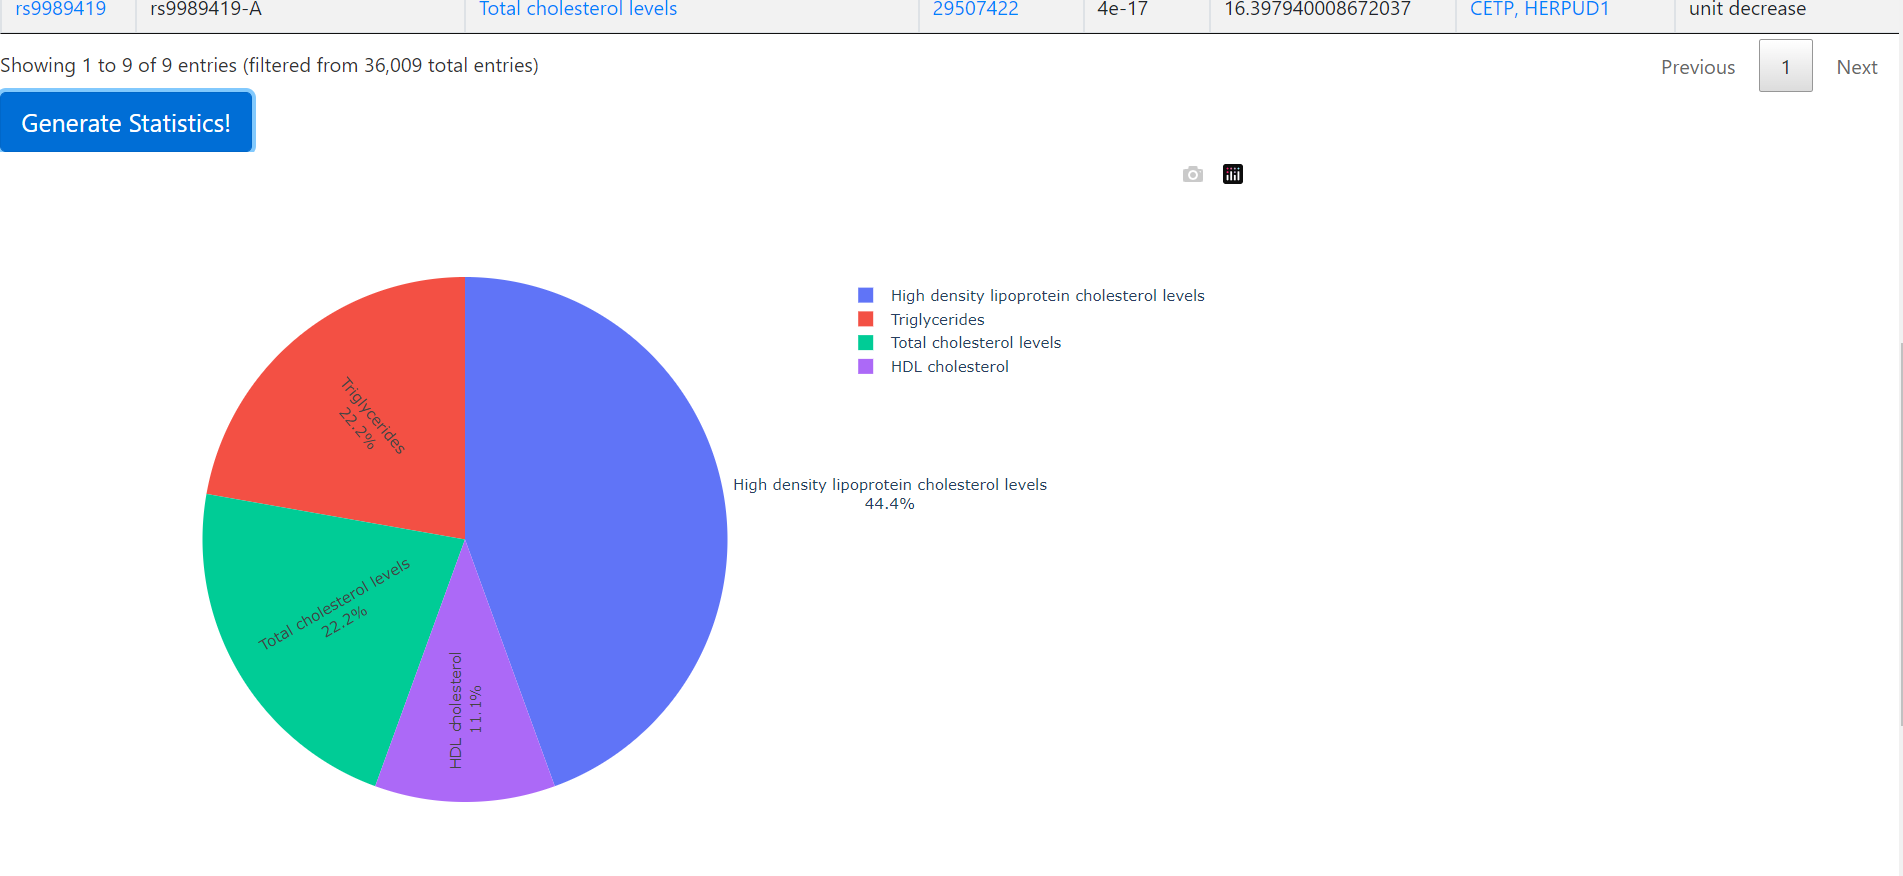 rs9989419 rs9989419-A Total cholesterol levels 29507422 4e-17 16.397940008672037 CETP, HERPUD1 unit decrease
Showing 1 to 9 of 9 entries (filtered from 36,009 total entries)
Previous 1 Next
Generate Statistics!
High density lipoprotein cholesterol levels
Triglycerides
Total cholesterol levels
HDL cholesterol
Triglycerides
22.2%
High density lipoprotein cholesterol levels
44.4%
Total cholesterol levels
22.2%
HDL cholesterol
11.1%